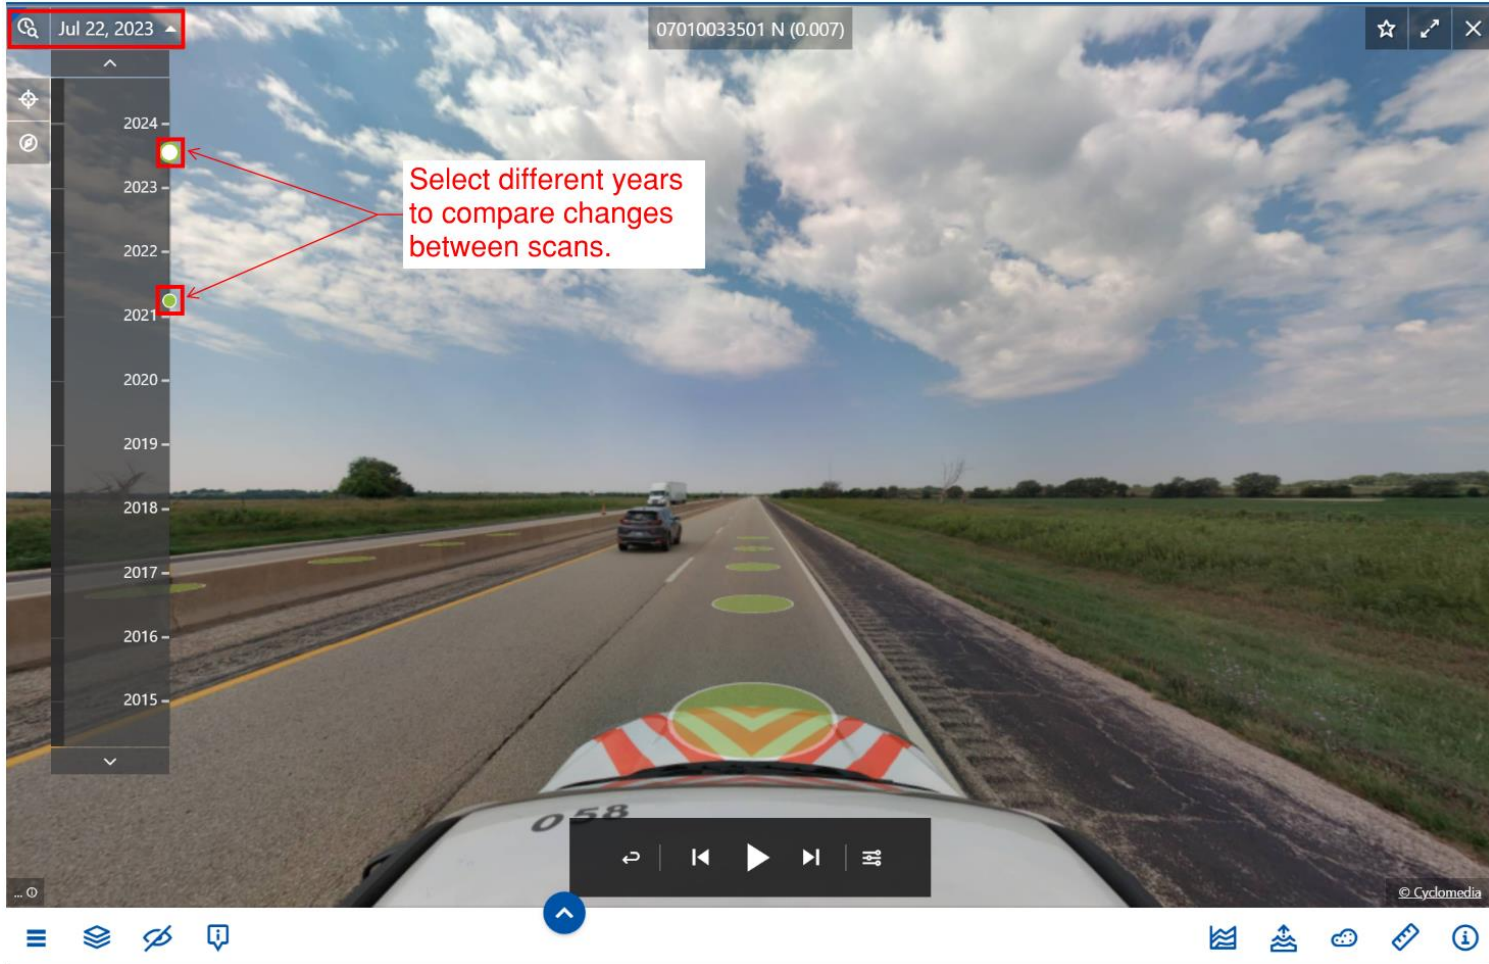 Jul 22, 2023
07010033501 N (0.007)
2024
2023
2022
2021
2020
2019
2018
2017
2016
2015
Select different years
to compare changes
between scans.
058
...
© Cyclomedia